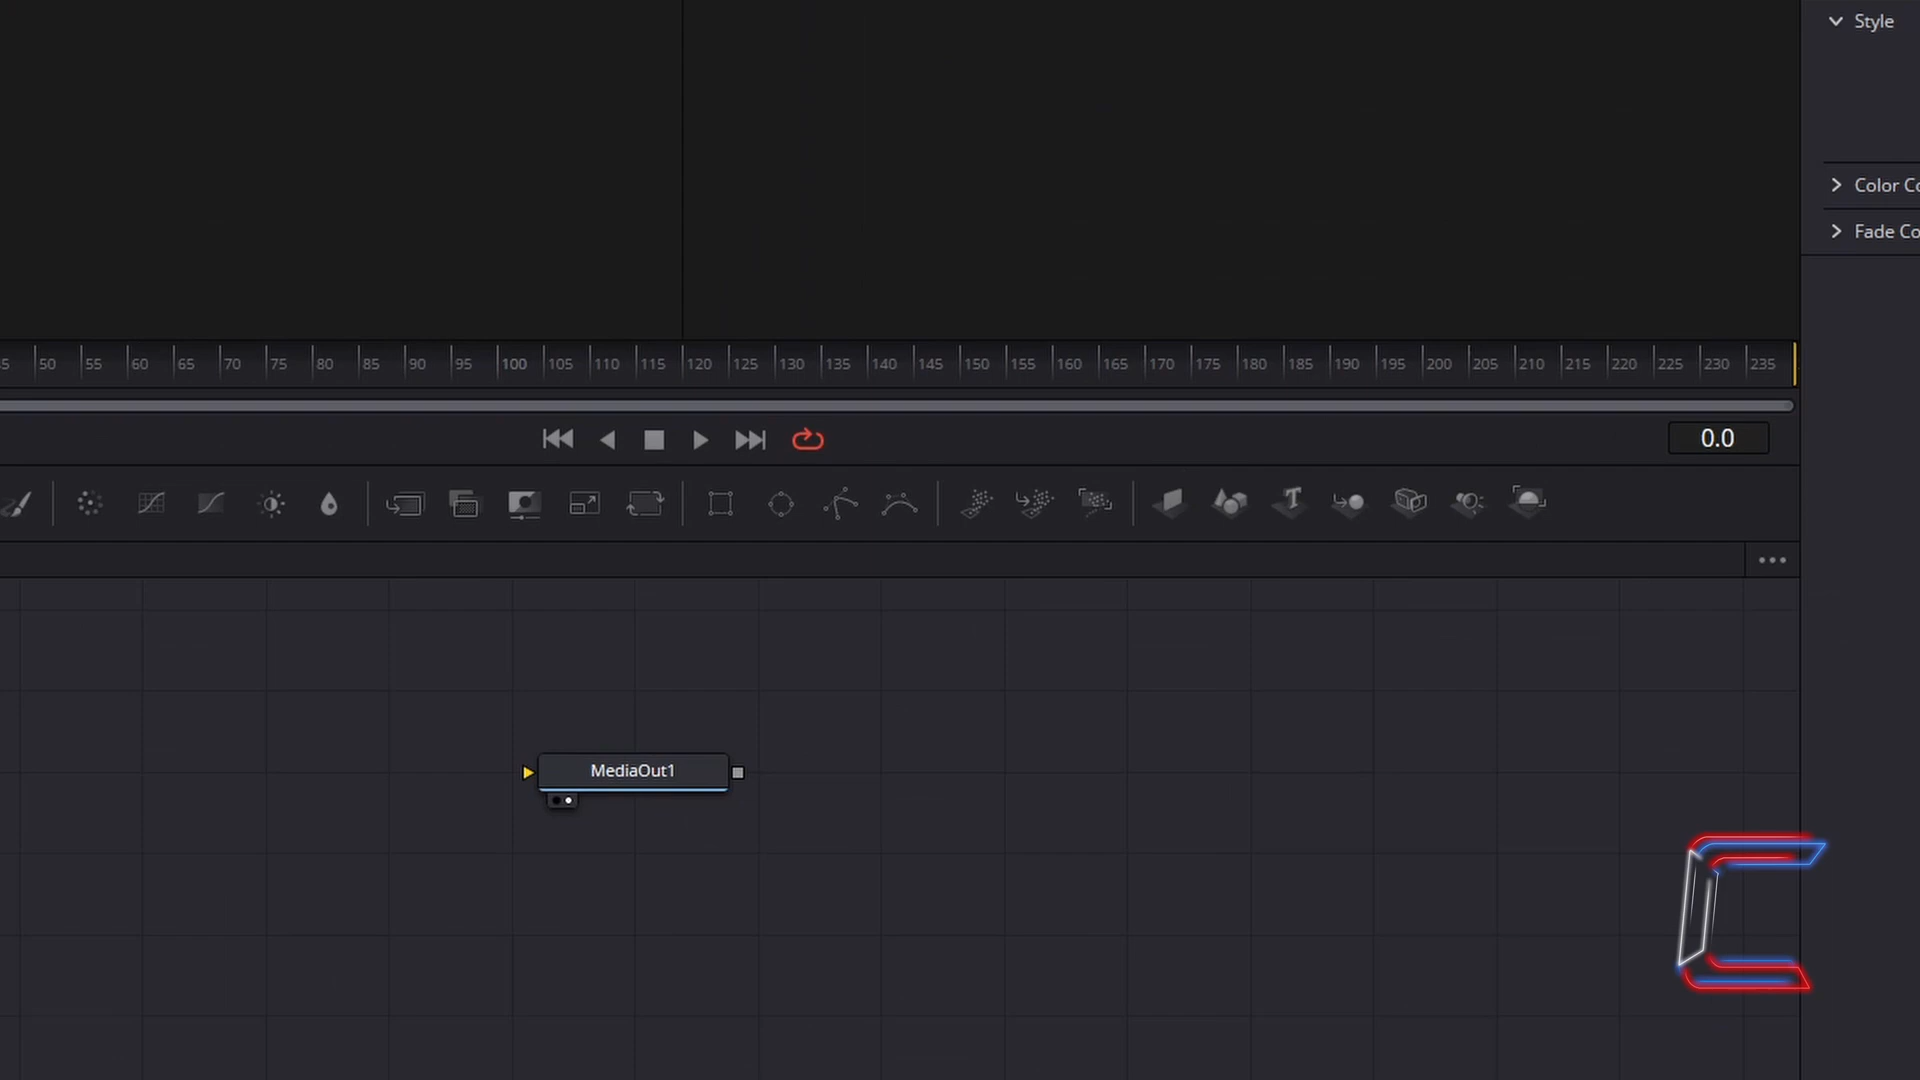 Style
Color Co
Fade Co
50 55 60 65 70 75 80 85 90 95 100 105 110 115 120 125 130 135 140 145 150 155 160 165 170 175 180 185 190 195 200 205 210 215 220 225 230 235
0.0
T
MediaOut1